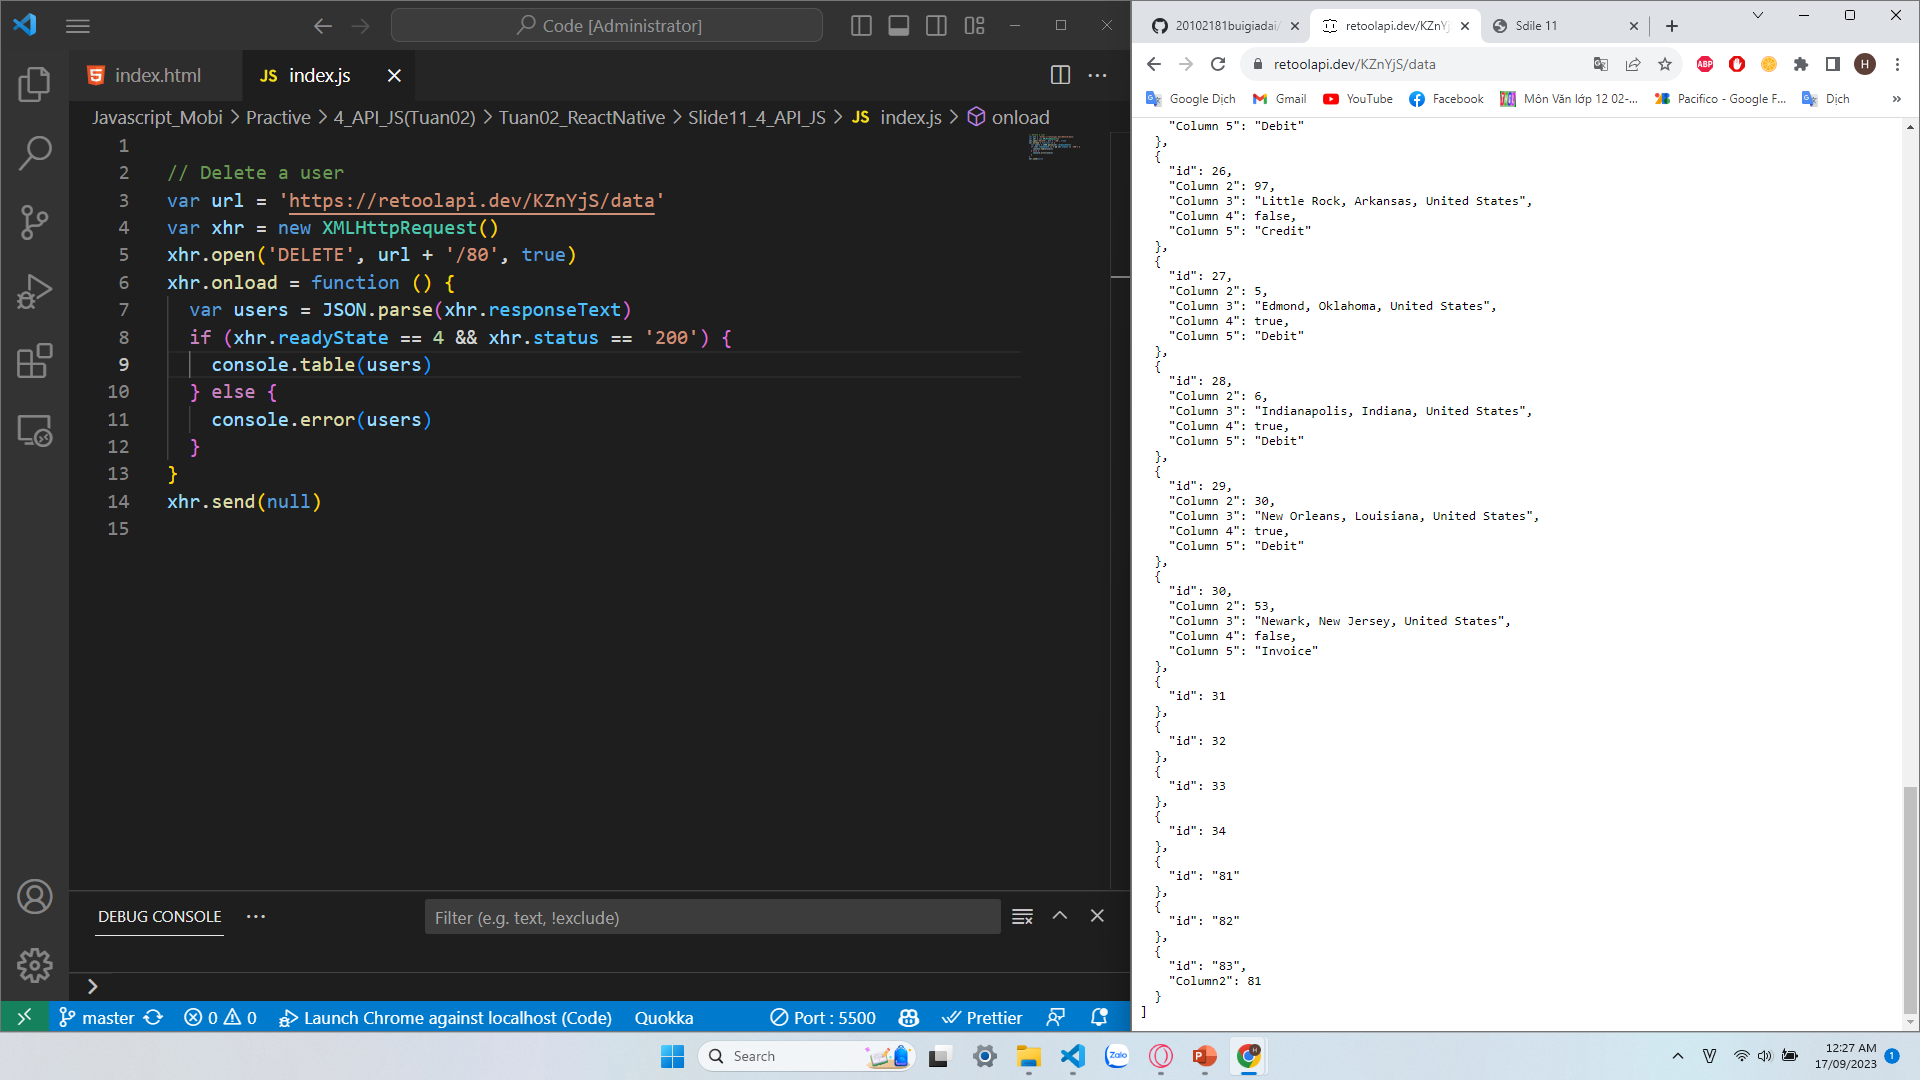 Code [Administrator]
index.html
JS index.js
Javascript_Mobi > Practive > 4_API_JS(Tuan02) > Tuan02_ReactNative > Slide11_4_API_JS > JS index.js > onload
1
2 // Delete a user
3 var url = 'https://retoolapi.dev/KZnYjS/data'
4 var xhr = new XMLHttpRequest()
5 xhr.open('DELETE', url + '/80', true)
6 xhr.onload = function () {
7 var users = JSON.parse(xhr.responseText)
8 if (xhr.readyState == 4 && xhr.status == '200') {
9 console.table(users)
10 } else {
11 console.error(users)
12 }
13 }
14 xhr.send(null)
15
DEBUG CONSOLE
Filter (e.g. text, !exclude)
master
0 0
Launch Chrome against localhost (Code)
Quokka
Port : 5500
Prettier
20102181buigiadai/
retoolapi.dev/KZnYj
Sdile 11
retoolapi.dev/KZnYjS/data
ABP
H
Google Dịch
Gmail
YouTube
Facebook
Môn Văn lớp 12 02-...
Pacifico - Google F...
Dịch
"Column 5": "Debit"
},
{
"id": 26,
"Column 2": 97,
"Column 3": "Little Rock, Arkansas, United States",
"Column 4": false,
"Column 5": "Credit"
},
{
"id": 27,
"Column 2": 5,
"Column 3": "Edmond, Oklahoma, United States",
"Column 4": true,
"Column 5": "Debit"
},
{
"id": 28,
"Column 2": 6,
"Column 3": "Indianapolis, Indiana, United States",
"Column 4": true,
"Column 5": "Debit"
},
{
"id": 29,
"Column 2": 30,
"Column 3": "New Orleans, Louisiana, United States",
"Column 4": true,
"Column 5": "Debit"
},
{
"id": 30,
"Column 2": 53,
"Column 3": "Newark, New Jersey, United States",
"Column 4": false,
"Column 5": "Invoice"
},
{
"id": 31
},
{
"id": 32
},
{
"id": 33
},
{
"id": 34
},
{
"id": "81"
},
{
"id": "82"
},
{
"id": "83",
"Column2": 81
}
]
Search
Zalo
V
12:27 AM
17/09/2023
1